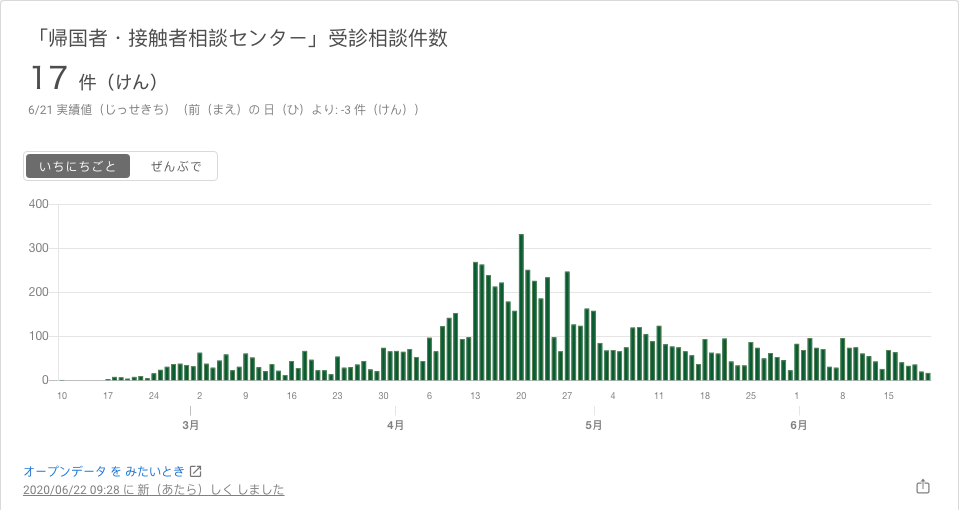 「帰国者・接触者相談センター」受診相談件数
17 件（けん）
6/21 実績値（じっせきち）（前（まえ）の 日（ひ）より: -3 件（けん））
いちにちごと ぜんぶで
400
300
200
100
0
10 17 24 2 9 16 23 30 6 13 20 27 4 11 18 25 1 8 15
3月 4月 5月 6月
オープンデータ を みたいとき
2020/06/22 09:28 に 新（あたら）しく しました